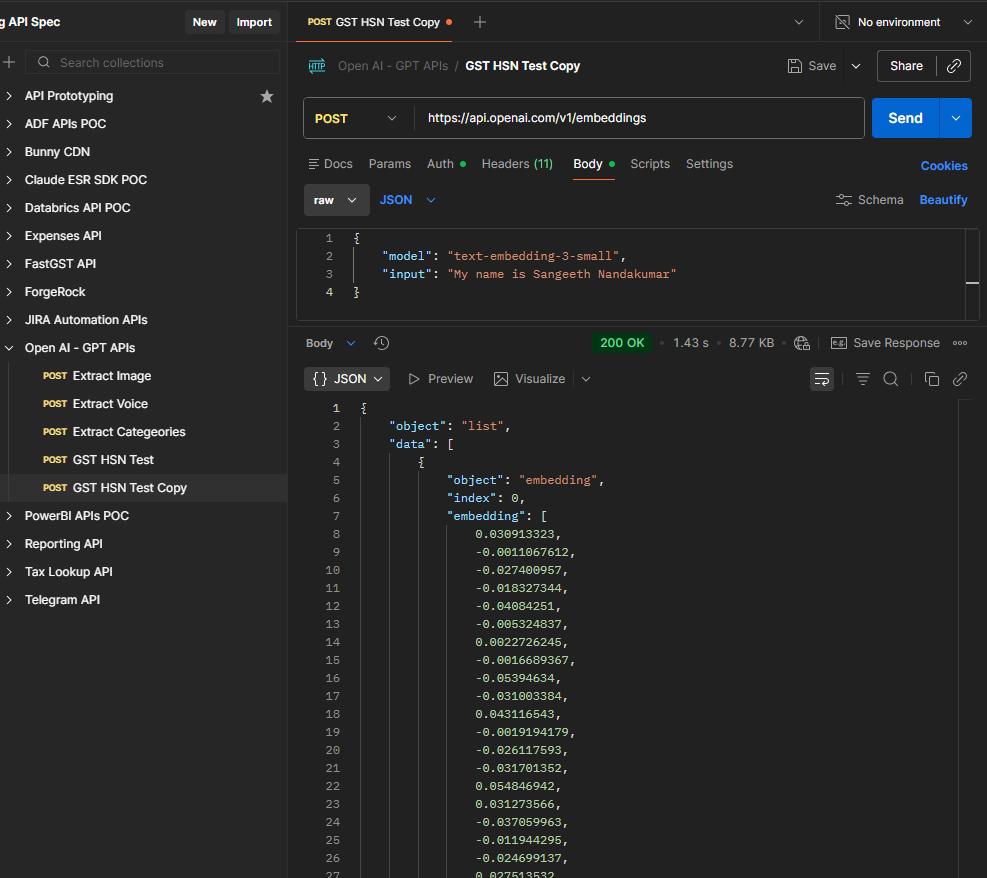 g API Spec
New
Import
Search collections
API Prototyping
ADF APIs POC
Bunny CDN
Claude ESR SDK POC
Databrics API POC
Expenses API
FastGST API
ForgeRock
JIRA Automation APIs
Open AI - GPT APIs
POST Extract Image
POST Extract Voice
POST Extract Categeories
POST GST HSN Test
POST GST HSN Test Copy
PowerBI APIs POC
Reporting API
Tax Lookup API
Telegram API
POST GST HSN Test Copy
No environment
HTTP Open AI - GPT APIs / GST HSN Test Copy
Save
Share
POST
https://api.openai.com/v1/embeddings
Send
Docs Params Auth Headers (11) Body Scripts Settings
Cookies
raw JSON
Schema Beautify
1 {
2 "model": "text-embedding-3-small",
3 "input": "My name is Sangeeth Nandakumar"
4 }
Body
200 OK 1.43 s 8.77 KB
e.g. Save Response
{} JSON Preview Visualize
1 {
2 "object": "list",
3 "data": [
4 {
5 "object": "embedding",
6 "index": 0,
7 "embedding": [
8 0.030913323,
9 -0.0011067612,
10 -0.027400957,
11 -0.018327344,
12 -0.04084251,
13 -0.005324837,
14 0.0022726245,
15 -0.0016689367,
16 -0.05394634,
17 -0.031003384,
18 0.043116543,
19 -0.0019194179,
20 -0.026117593,
21 -0.031701352,
22 0.054846942,
23 0.031273566,
24 -0.037059963,
25 -0.011944295,
26 -0.024699137,
27 0.027513532